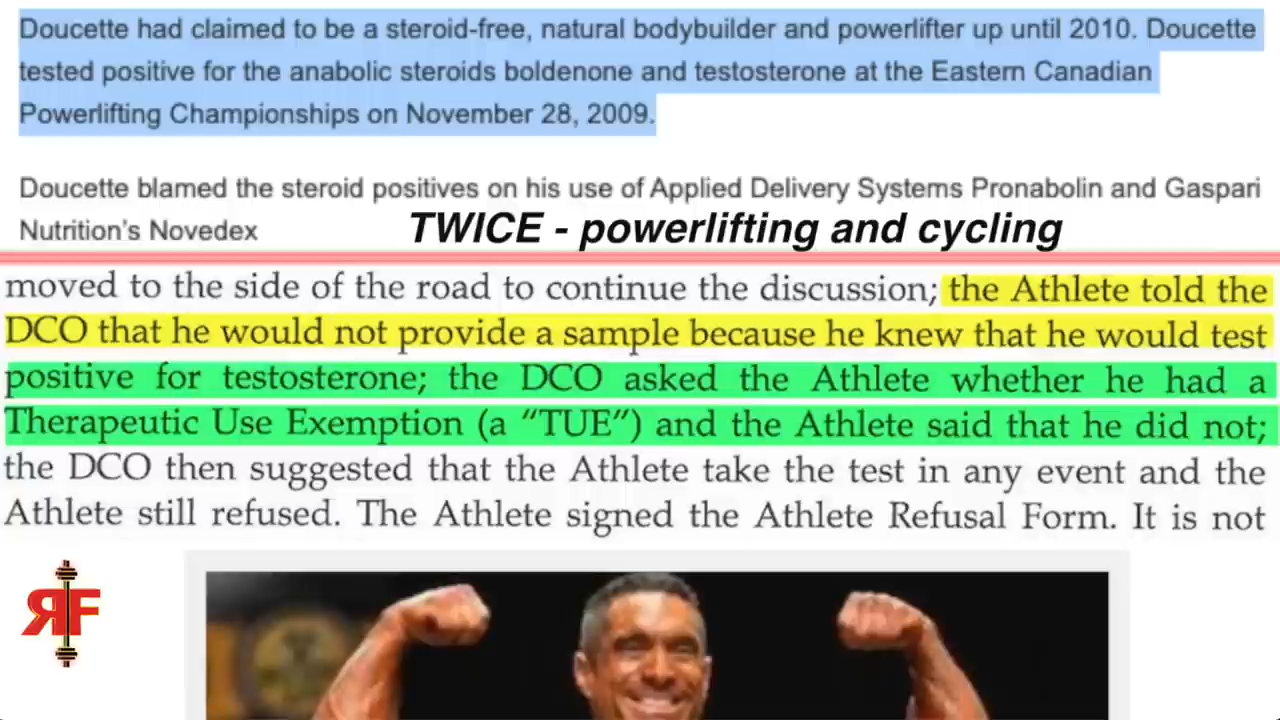 Doucette had claimed to be a steroid-free, natural bodybuilder and powerlifter up until 2010. Doucette
tested positive for the anabolic steroids boldenone and testosterone at the Eastern Canadian
Powerlifting Championships on November 28, 2009.
Doucette blamed the steroid positives on his use of Applied Delivery Systems Pronabolin and Gaspari
Nutrition's Novedex
TWICE - powerlifting and cycling
moved to the side of the road to continue the discussion; the Athlete told the
DCO that he would not provide a sample because he knew that he would test
positive for testosterone; the DCO asked the Athlete whether he had a
Therapeutic Use Exemption (a “TUE”) and the Athlete said that he did not;
the DCO then suggested that the Athlete take the test in any event and the
Athlete still refused. The Athlete signed the Athlete Refusal Form. It is not
RF